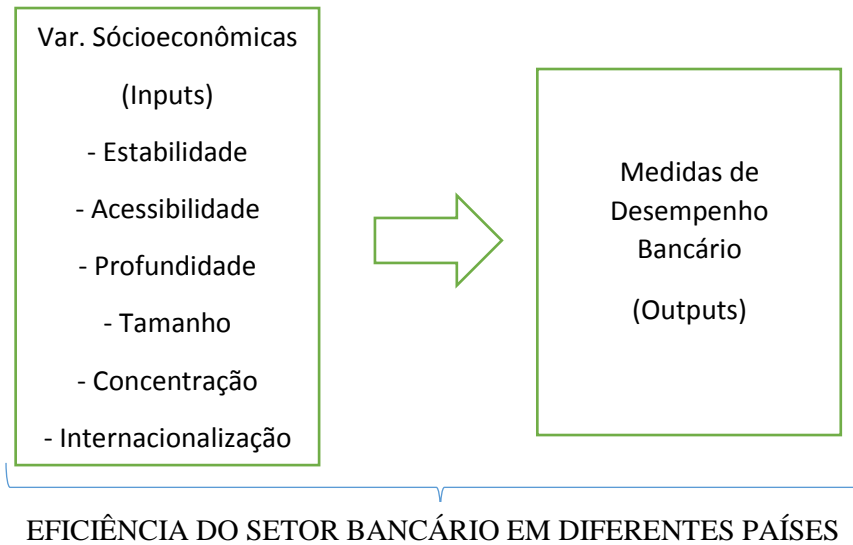 Var. Sócioeconômicas
(Inputs)
- Estabilidade
- Acessibilidade
- Profundidade
- Tamanho
- Concentração
- Internacionalização
Medidas de
Desempenho
Bancário
(Outputs)
EFICIÊNCIA DO SETOR BANCÁRIO EM DIFERENTES PAÍSES